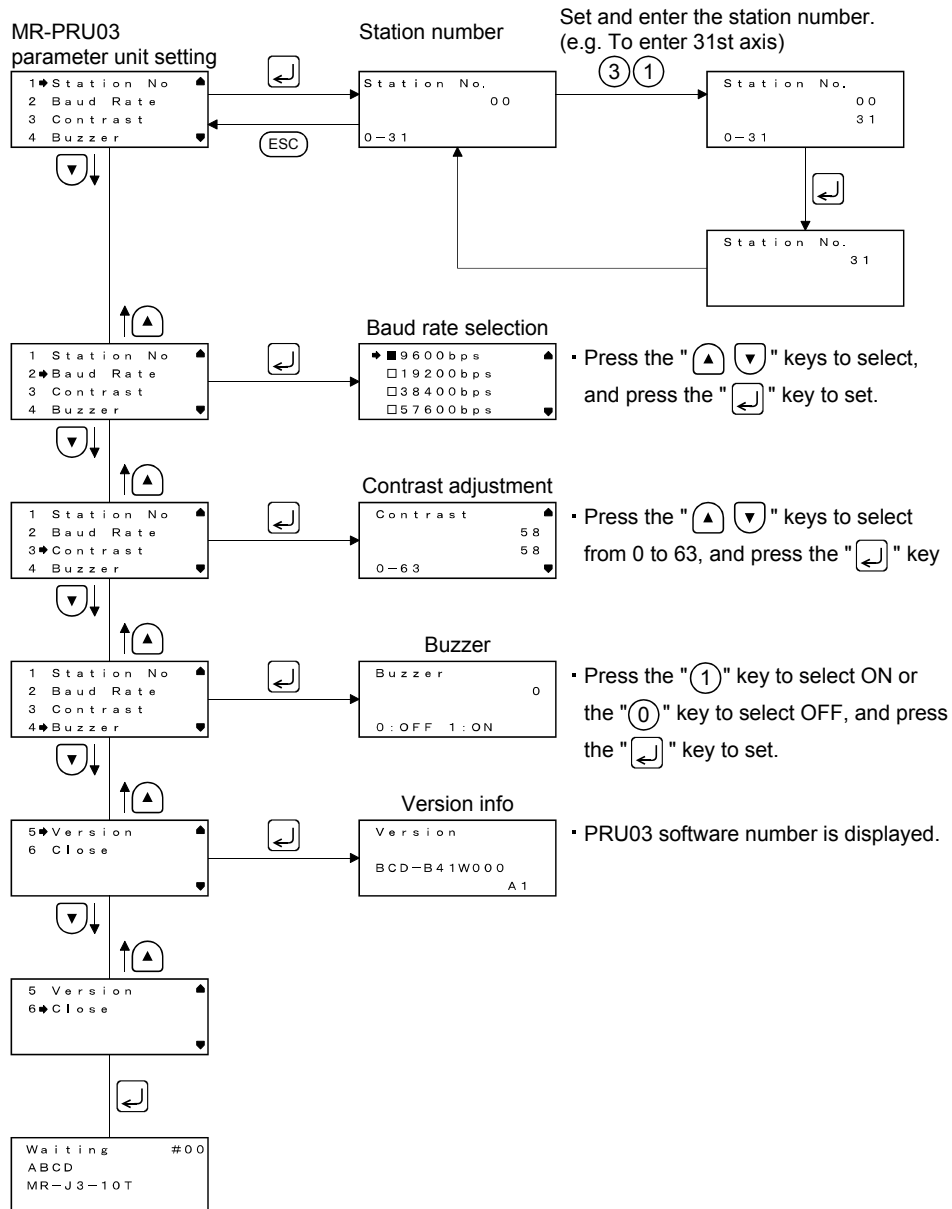 MR-PRU03
parameter unit setting
1 Station No
2 Baud Rate
3 Contrast
4 Buzzer
Station number
Station No.
00
0-31
ESC
Set and enter the station number.
(e.g. To enter 31st axis)
3 1
Station No.
00
31
0-31
Station No.
31
1 Station No
2 Baud Rate
3 Contrast
4 Buzzer
Baud rate selection
9600bps
19200bps
38400bps
57600bps
Press the " " keys to select,
and press the " " key to set.
1 Station No
2 Baud Rate
3 Contrast
4 Buzzer
Contrast adjustment
Contrast
58
58
0-63
Press the " " keys to select
from 0 to 63, and press the " " key
1 Station No
2 Baud Rate
3 Contrast
4 Buzzer
Buzzer
Buzzer
0
0:OFF 1:ON
Press the "1" key to select ON or
the "0" key to select OFF, and press
the " " key to set.
5 Version
6 Close
Version info
Version
BCD-B41W000
A1
PRU03 software number is displayed.
5 Version
6 Close
Waiting #00
ABCD
MR-J3-10T